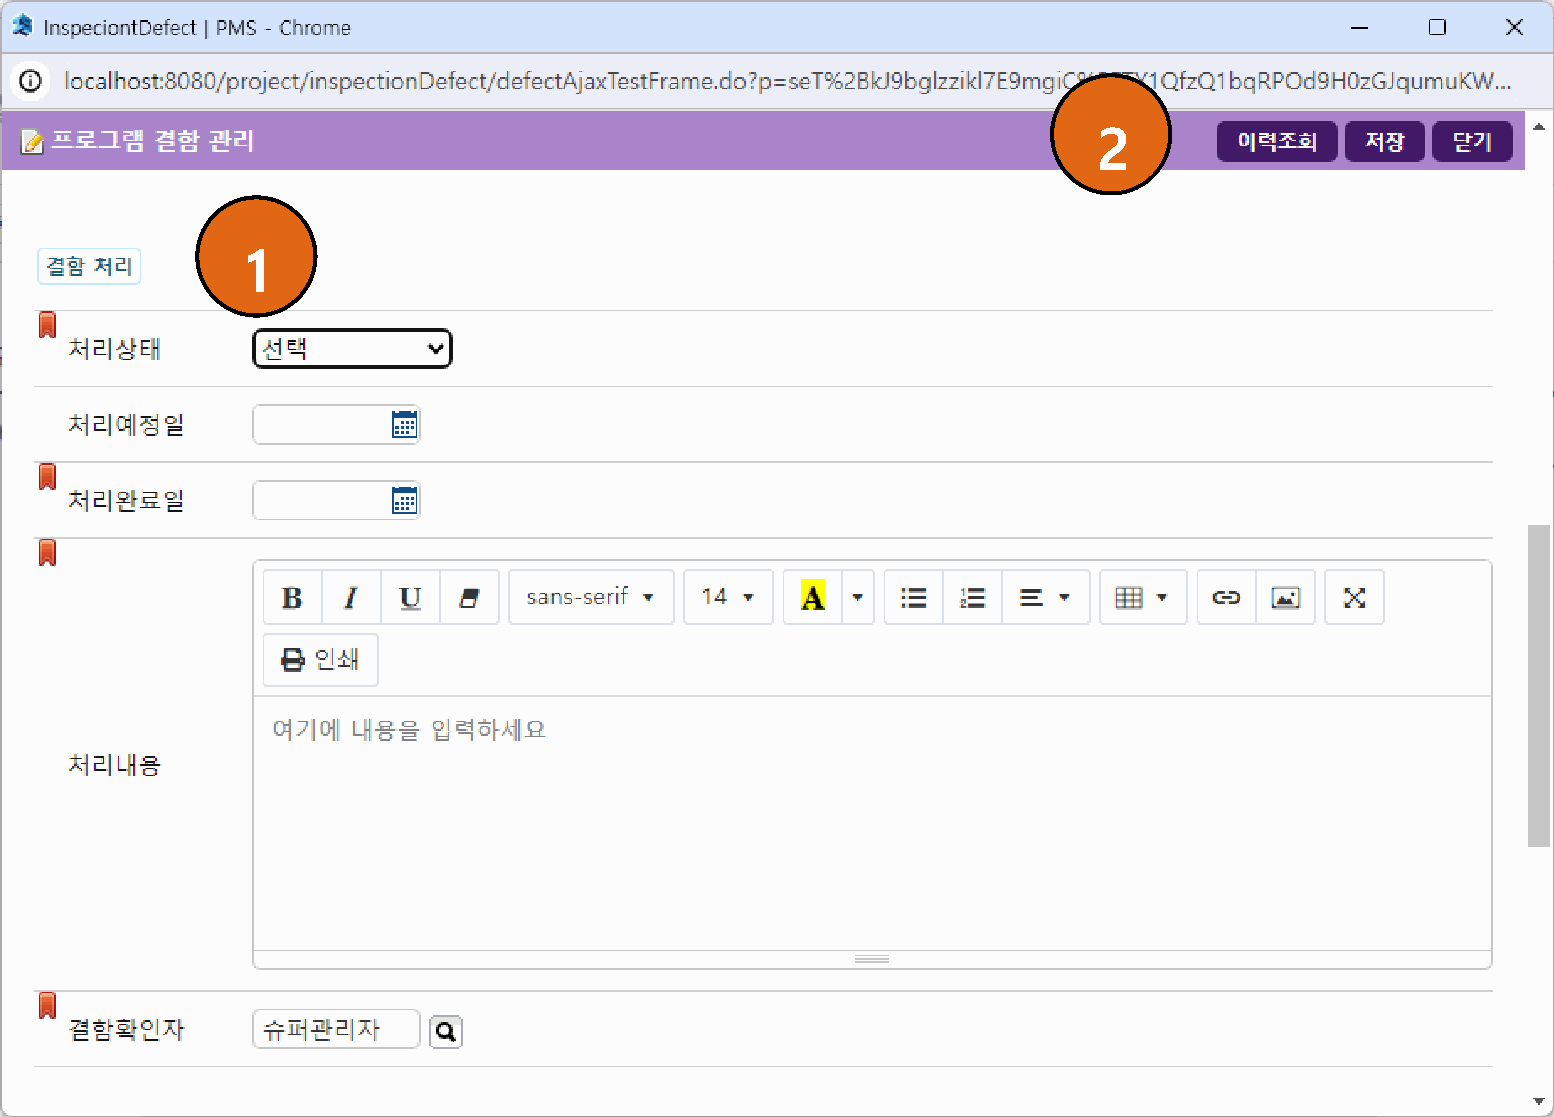 InspeciontDefect | PMS - Chrome
localhost:8080/project/inspectionDefect/defectAjaxTestFrame.do?p=seT%2BkJ9bglzzikl7E9mgiC
프로그램 결함 관리
2
이력조회 저장 닫기
결함 처리
1
처리상태 선택
처리예정일
처리완료일
B I U sans-serif 14 A
인쇄
여기에 내용을 입력하세요
처리내용
결함확인자 슈퍼관리자